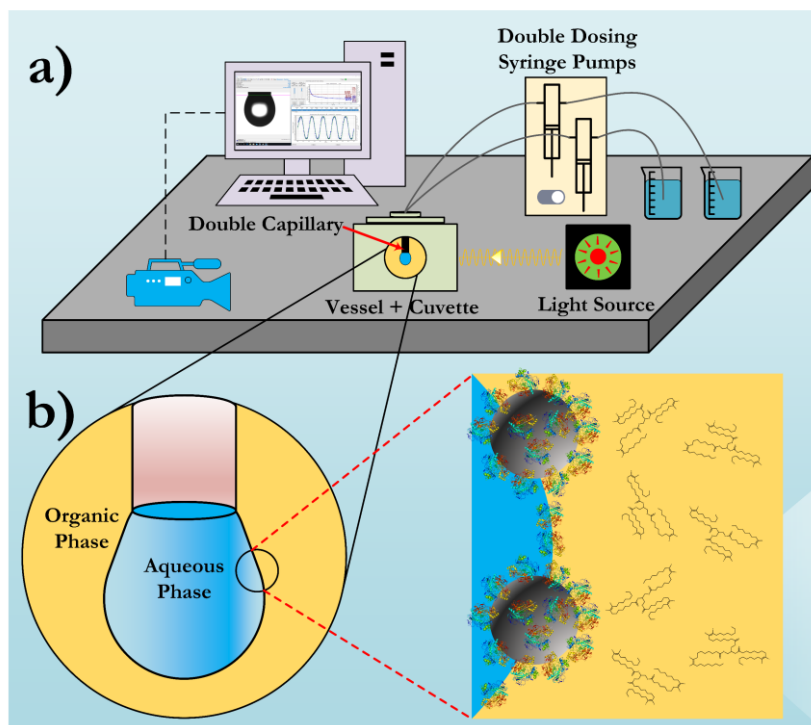 a)
Double Dosing
Syringe Pumps
Double Capillary
Vessel + Cuvette
Light Source
b)
Organic
Phase
Aqueous
Phase